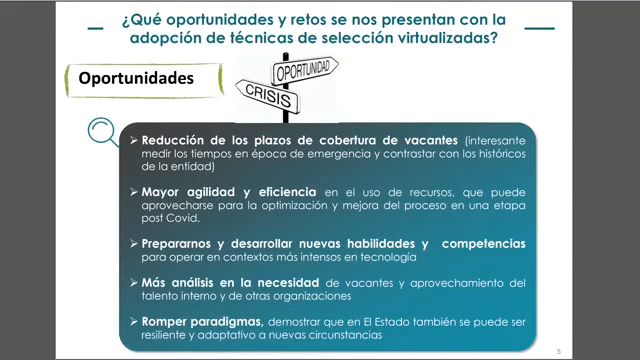 ¿Qué oportunidades y retos se nos presentan con la
adopción de técnicas de selección virtualizadas?
Oportunidades
OPORTUNIDAD
CRISIS
➢ Reducción de los plazos de cobertura de vacantes (interesante
medir los tiempos en época de emergencia y contrastar con los históricos
de la entidad)
➢ Mayor agilidad y eficiencia en el uso de recursos, que puede
aprovecharse para la optimización y mejora del proceso en una etapa
post Covid.
➢ Prepararnos y desarrollar nuevas habilidades y competencias
para operar en contextos más intensos en tecnología
➢ Más análisis en la necesidad de vacantes y aprovechamiento del
talento interno y de otras organizaciones
➢ Romper paradigmas, demostrar que en El Estado también se puede ser
resiliente y adaptativo a nuevas circunstancias
5